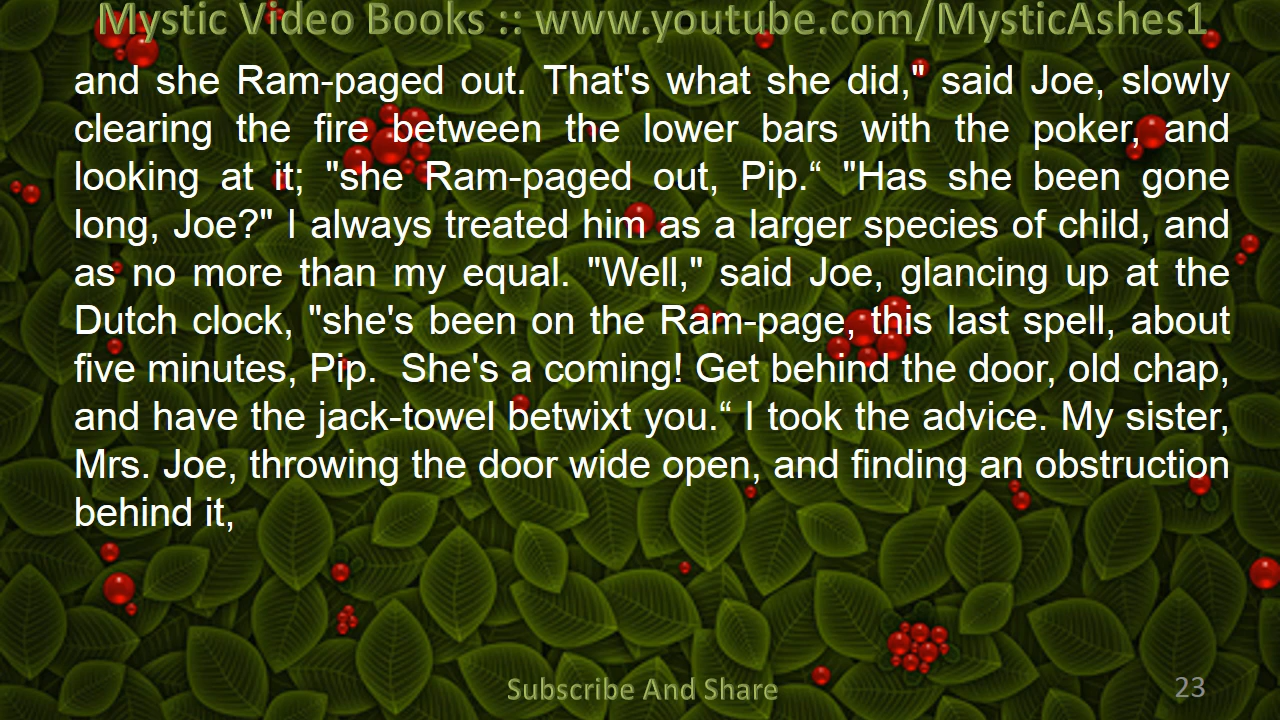 Mystic Video Books :: www.youtube.com/MysticAshes1
and she Ram-paged out. That's what she did," said Joe, slowly
clearing the fire between the lower bars with the poker, and
looking at it; "she Ram-paged out, Pip.“ "Has she been gone
long, Joe?" I always treated him as a larger species of child, and
as no more than my equal. "Well," said Joe, glancing up at the
Dutch clock, "she's been on the Ram-page, this last spell, about
five minutes, Pip.  She's a coming! Get behind the door, old chap,
and have the jack-towel betwixt you.“ I took the advice. My sister,
Mrs. Joe, throwing the door wide open, and finding an obstruction
behind it,
Subscribe And Share
23